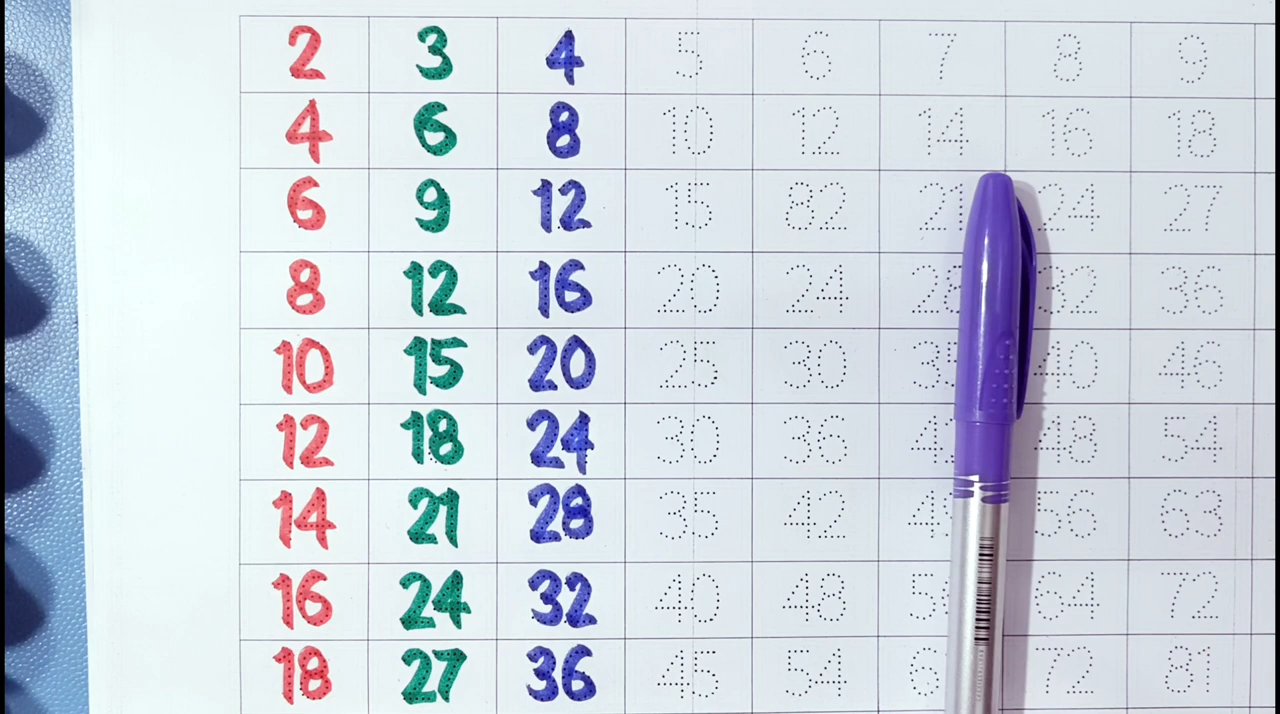 2 3 4 5 6 7 8 9
4 6 8 10 12 14 16 18
6 9 12 15 82 21 24 27
8 12 16 20 24 28 32 36
10 15 20 25 30 35 40 46
12 18 24 30 36 48 54
14 21 28 35 42 56 63
16 24 32 40 48 64 72
18 27 36 45 54 72 81